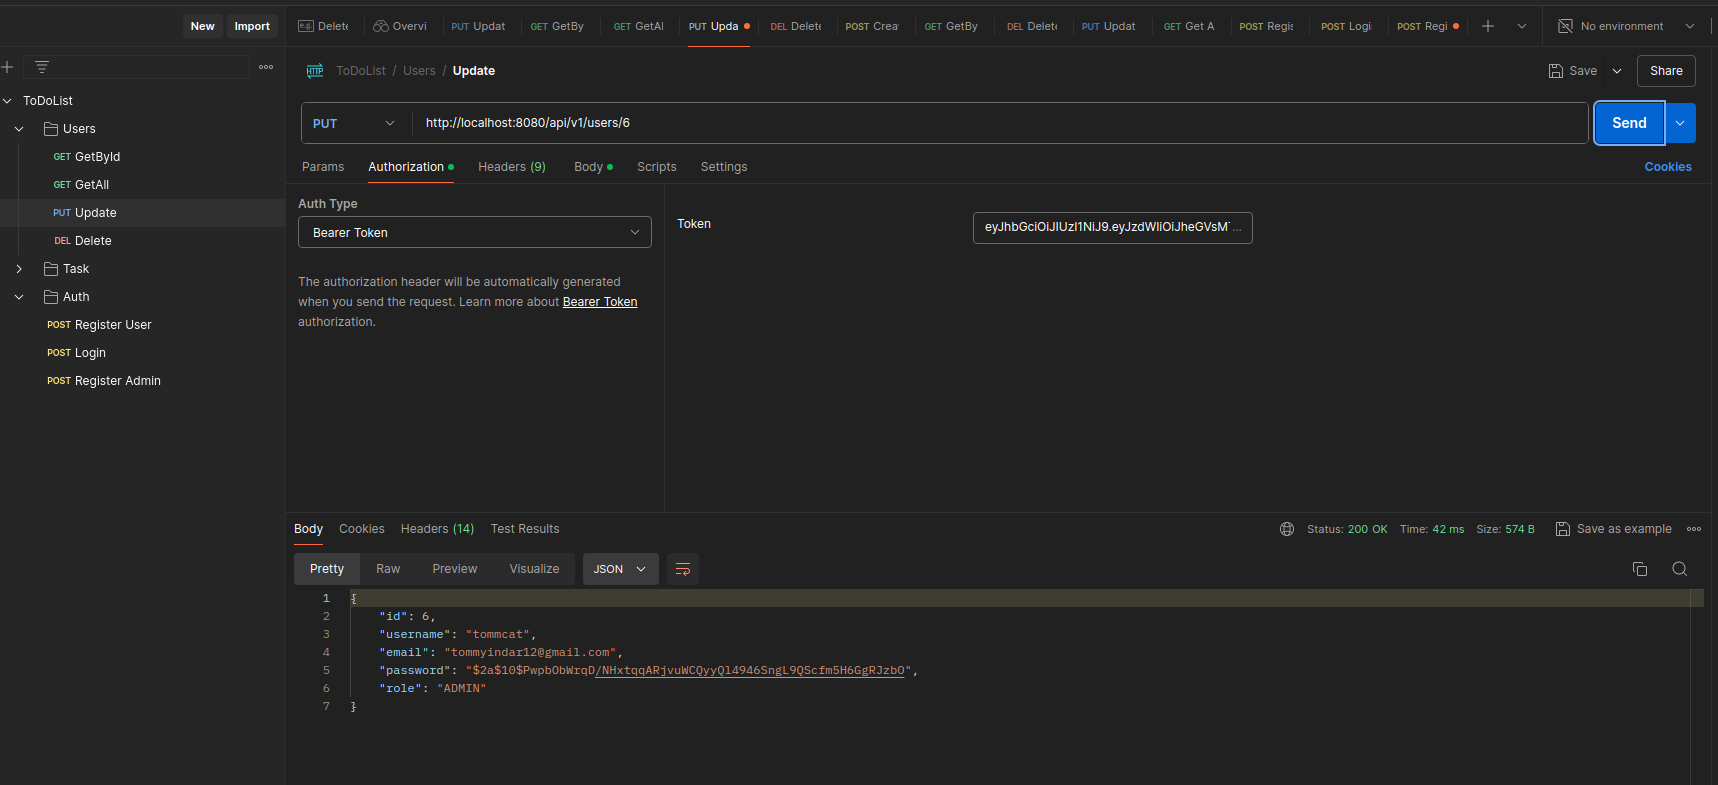 New Import
Delete
Overvi
PUT Updat
GET GetBy
GET GetAl
PUT Upda
DEL Delete
POST Crea
GET GetBy
DEL Delete
PUT Updat
GET Get A
POST Regis
POST Logi
POST Regi
No environment
ToDoList / Users / Update
Save
Share
ToDoList
Users
GET GetById
GET GetAll
PUT Update
DEL Delete
Task
Auth
POST Register User
POST Login
POST Register Admin
PUT http://localhost:8080/api/v1/users/6
Send
Params Authorization Headers (9) Body Scripts Settings
Cookies
Auth Type
Bearer Token
The authorization header will be automatically generated
when you send the request. Learn more about Bearer Token
authorization.
Token
Body Cookies Headers (14) Test Results
Status: 200 OK Time: 42 ms Size: 574 B
Save as example
Pretty Raw Preview Visualize JSON
1 {
2 "id": 6,
3 "username": "tommcat",
4 "email": "tommyindar12@gmail.com",
5 "password": "$2a$10$PwpbObWrqD/NHxtqqARjvuWCQyyQl4946SngL9QScfm5H6GgRJzbO",
6 "role": "ADMIN"
7 }